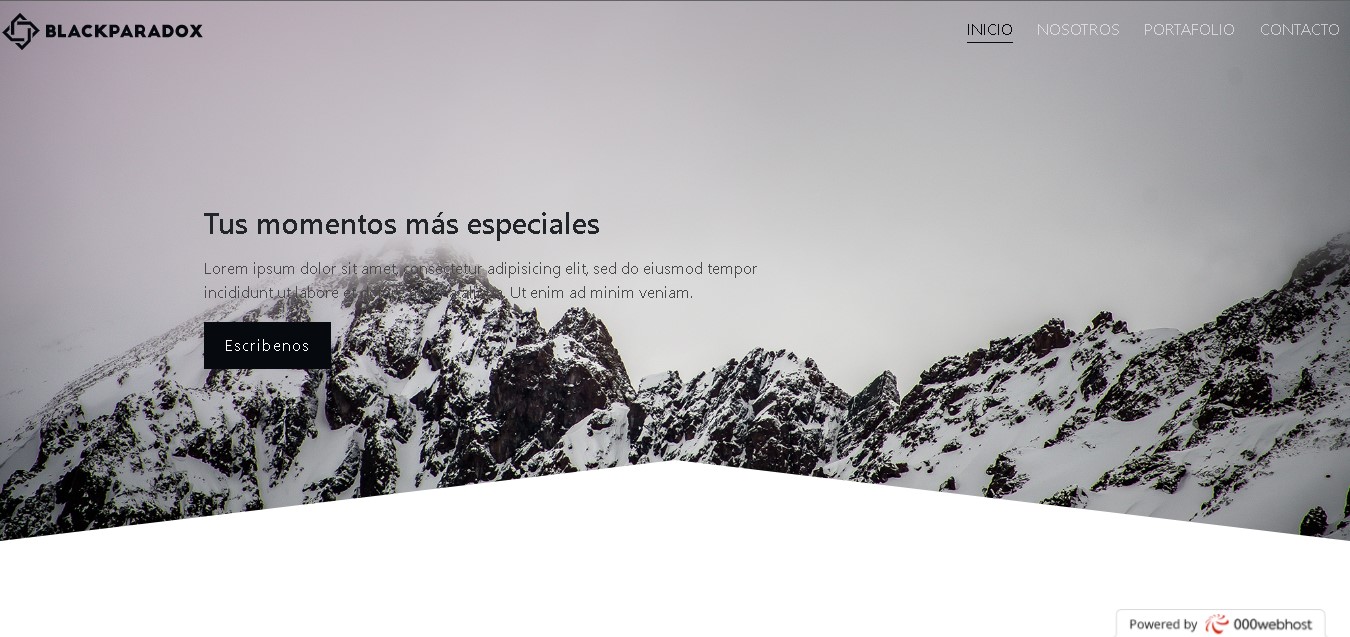 BLACKPARADOX
INICIO NOSOTROS PORTAFOLIO CONTACTO
Tus momentos más especiales
Lorem ipsum dolor sit amet, consectetur adipisicing elit, sed do eiusmod tempor
incididunt ut labore Ut enim ad minim veniam.
Escribenos
Powered by 000webhost